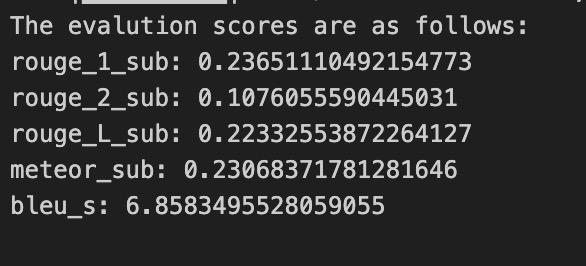 The evalution scores are as follows:
rouge_1_sub: 0.23651110492154773
rouge_2_sub: 0.1076055590445031
rouge_L_sub: 0.22332553872264127
meteor_sub: 0.23068371781281646
bleu_s: 6.8583495528059055